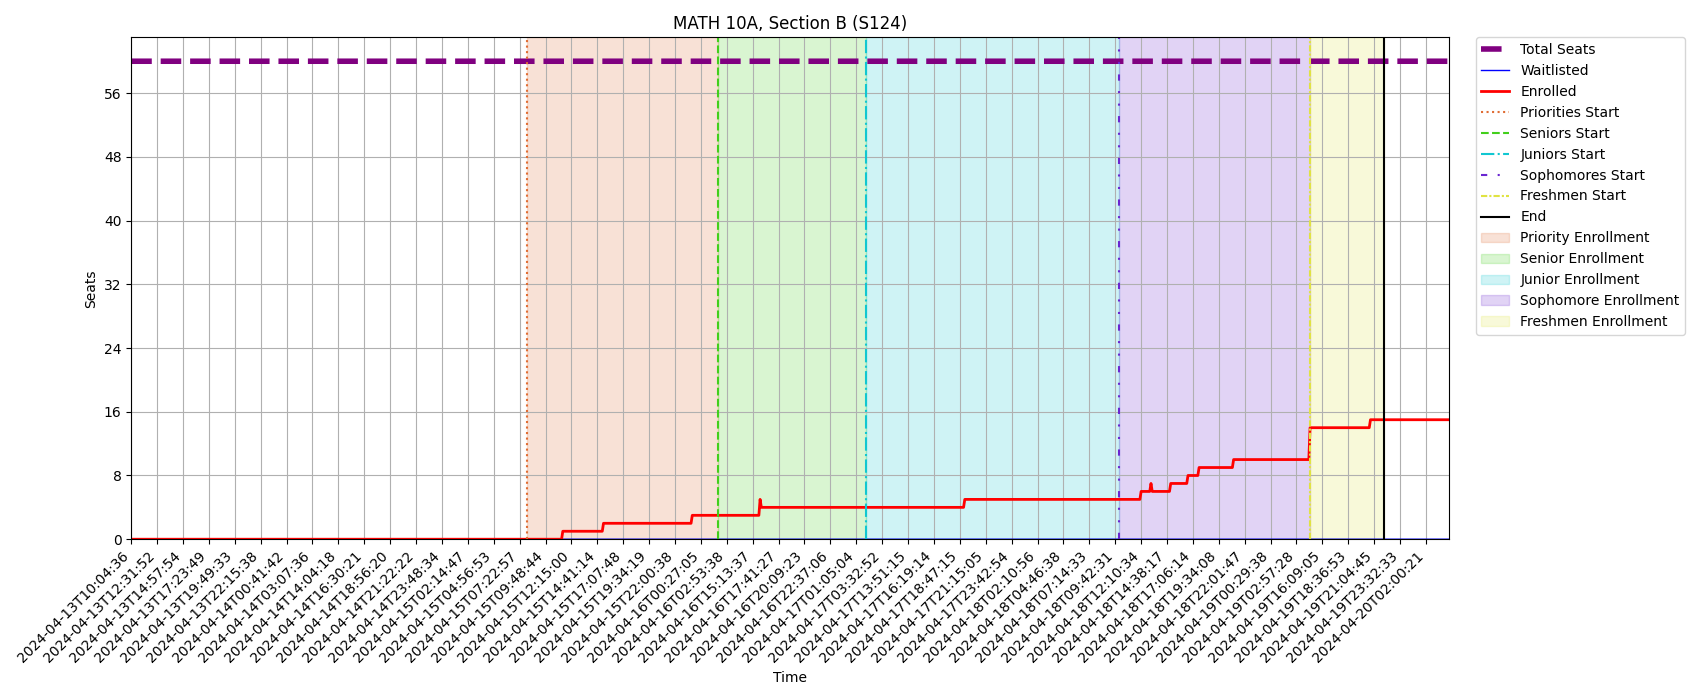 MATH 10A, Section B (S124)
Total Seats
Waitlisted
Enrolled
Priorities Start
Seniors Start
Juniors Start
Sophomores Start
Freshmen Start
End
Priority Enrollment
Senior Enrollment
Junior Enrollment
Sophomore Enrollment
Freshmen Enrollment
Seats
56
48
40
32
24
16
8
0
2024-04-13T10:04:36
2024-04-13T12:31:52
2024-04-13T14:57:54
2024-04-13T17:23:49
2024-04-13T19:49:33
2024-04-13T22:15:38
2024-04-14T00:41:42
2024-04-14T03:07:36
2024-04-14T14:04:18
2024-04-14T16:30:21
2024-04-14T18:56:20
2024-04-14T21:22:22
2024-04-14T23:48:34
2024-04-15T02:14:47
2024-04-15T04:56:53
2024-04-15T07:22:57
2024-04-15T09:48:44
2024-04-15T12:15:00
2024-04-15T14:41:14
2024-04-15T17:07:48
2024-04-15T19:34:19
2024-04-15T22:00:38
2024-04-16T00:27:05
2024-04-16T02:53:38
2024-04-16T15:13:37
2024-04-16T17:41:27
2024-04-16T20:09:23
2024-04-16T22:37:06
2024-04-17T01:05:04
2024-04-17T03:32:52
2024-04-17T13:51:15
2024-04-17T16:19:14
2024-04-17T18:47:15
2024-04-17T21:15:05
2024-04-17T23:42:54
2024-04-18T02:10:56
2024-04-18T04:46:38
2024-04-18T07:14:33
2024-04-18T09:42:31
2024-04-18T12:10:34
2024-04-18T14:38:17
2024-04-18T17:06:14
2024-04-18T19:34:08
2024-04-18T22:01:47
2024-04-19T00:29:38
2024-04-19T02:57:28
2024-04-19T16:09:05
2024-04-19T18:36:53
2024-04-19T21:04:45
2024-04-19T23:32:33
2024-04-20T02:00:21
Time